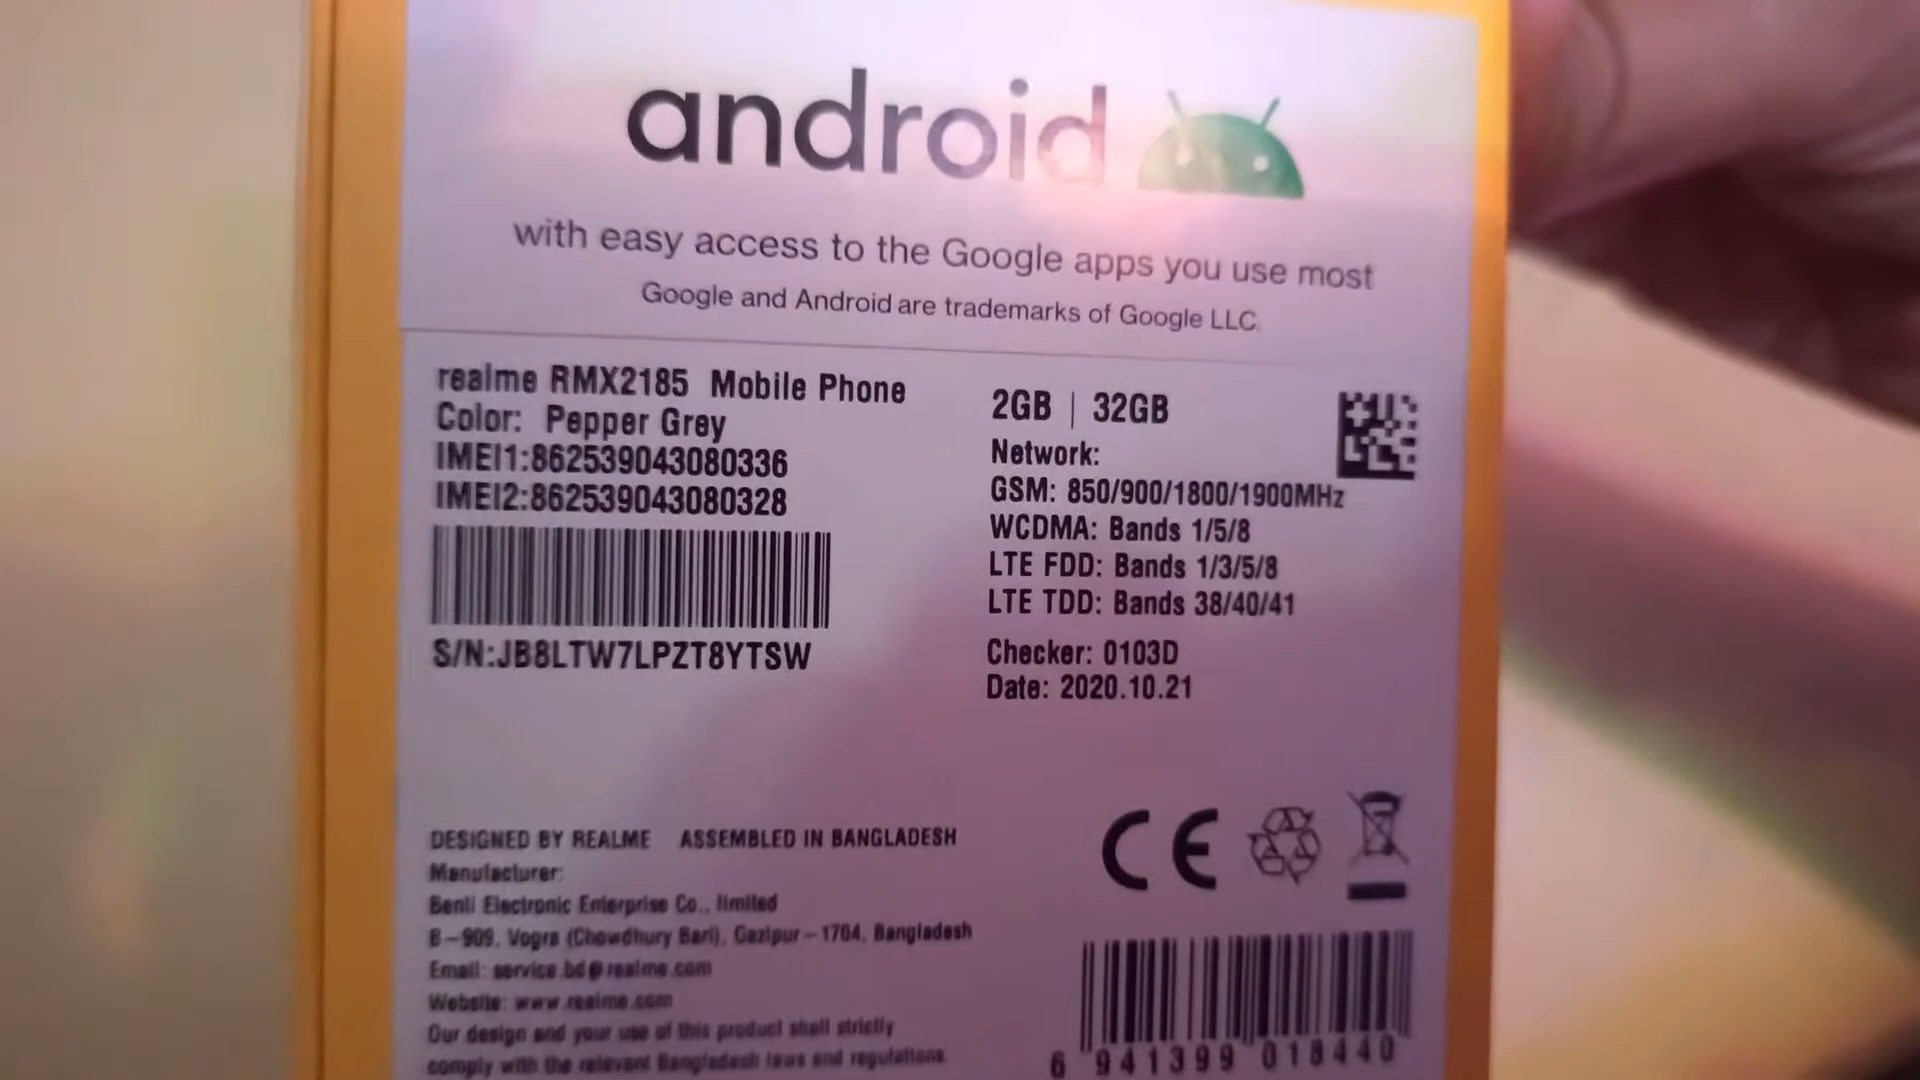 android
with easy access to the Google apps you use most
Google and Android are trademarks of Google LLC.
realme RMX2185 Mobile Phone
Color: Pepper Grey
IMEI1:862539043080336
IMEI2:862539043080328
S/N:JB8LTW7LPZT8YTSW
2GB | 32GB
Network:
GSM: 850/900/1800/1900MHz
WCDMA: Bands 1/5/8
LTE FDD: Bands 1/3/5/8
LTE TDD: Bands 38/40/41
Checker: 0103D
Date: 2020.10.21
DESIGNED BY REALME ASSEMBLED IN BANGLADESH
Manufacturer:
Benli Electronic Enterprise Co., limited
B-909, Vogra (Chowdhury Bari), Gazipur-1704, Bangladesh
Email: service.bd@realme.com
Website: www.realme.com
Our design and your use of this product shall strictly
comply with the relevant Bangladesh laws and regulations
CE
6 941399 018440